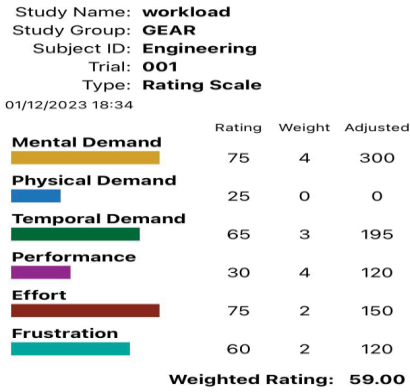 Study Name: workload
Study Group: GEAR
Subject ID: Engineering
Trial: 001
Type: Rating Scale
01/12/2023 18:34
Rating Weight Adjusted
Mental Demand
75 4 300
Physical Demand
25 0 0
Temporal Demand
65 3 195
Performance
30 4 120
Effort
75 2 150
Frustration
60 2 120
Weighted Rating: 59.00